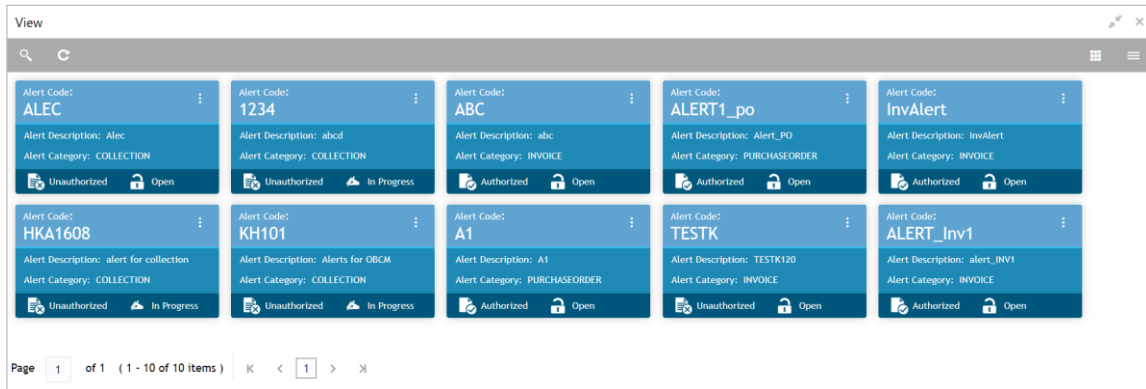 View
Alert Code:
ALEC
Alert Description: Alec
Alert Category: COLLECTION
Unauthorized Open
Alert Code:
1234
Alert Description: abcd
Alert Category: COLLECTION
Unauthorized In Progress
Alert Code:
ABC
Alert Description: abc
Alert Category: INVOICE
Authorized Open
Alert Code:
ALERT1_po
Alert Description: Alert_PO
Alert Category: PURCHASEORDER
Authorized Open
Alert Code:
InvAlert
Alert Description: InvAlert
Alert Category: INVOICE
Authorized Open
Alert Code:
HKA1608
Alert Description: alert for collection
Alert Category: COLLECTION
Unauthorized In Progress
Alert Code:
KH101
Alert Description: Alerts for OBCM
Alert Category: COLLECTION
Unauthorized In Progress
Alert Code:
A1
Alert Description: A1
Alert Category: PURCHASEORDER
Authorized Open
Alert Code:
TESTK
Alert Description: TESTK120
Alert Category: INVOICE
Unauthorized Open
Alert Code:
ALERT_Inv1
Alert Description: alert_INV1
Alert Category: INVOICE
Authorized Open
Page 1 of 1 ( 1 - 10 of 10 items ) 1